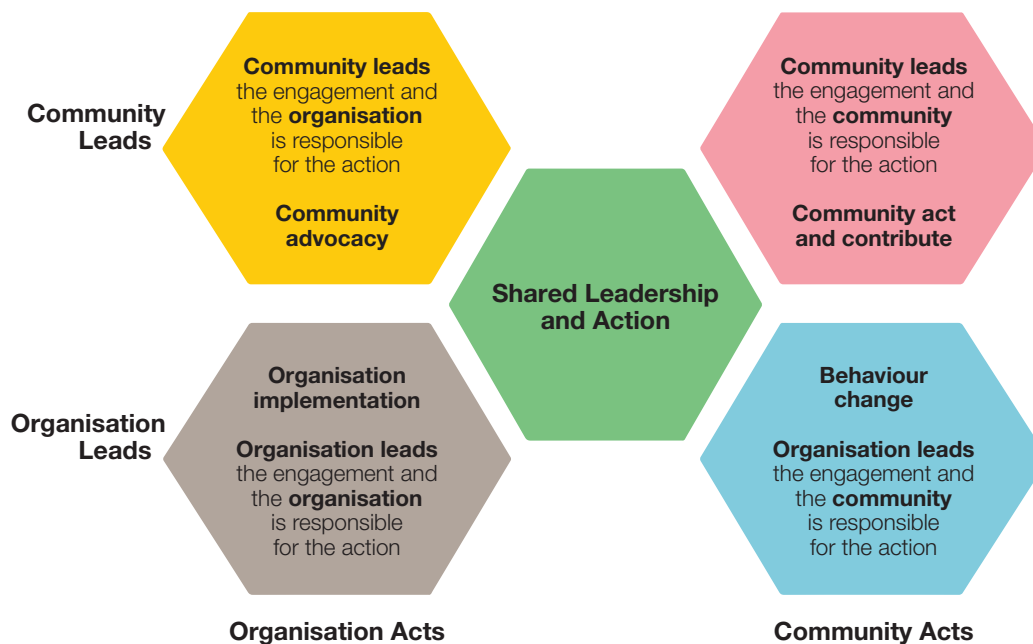 Community
Leads
Community leads
the engagement and
the organisation
is responsible
for the action
Community
advocacy
Community leads
the engagement and
the community
is responsible
for the action
Community act
and contribute
Shared Leadership
and Action
Organisation
Leads
Organisation
implementation
Organisation leads
the engagement and
the organisation
is responsible
for the action
Behaviour
change
Organisation leads
the engagement and
the community
is responsible
for the action
Organisation Acts
Community Acts